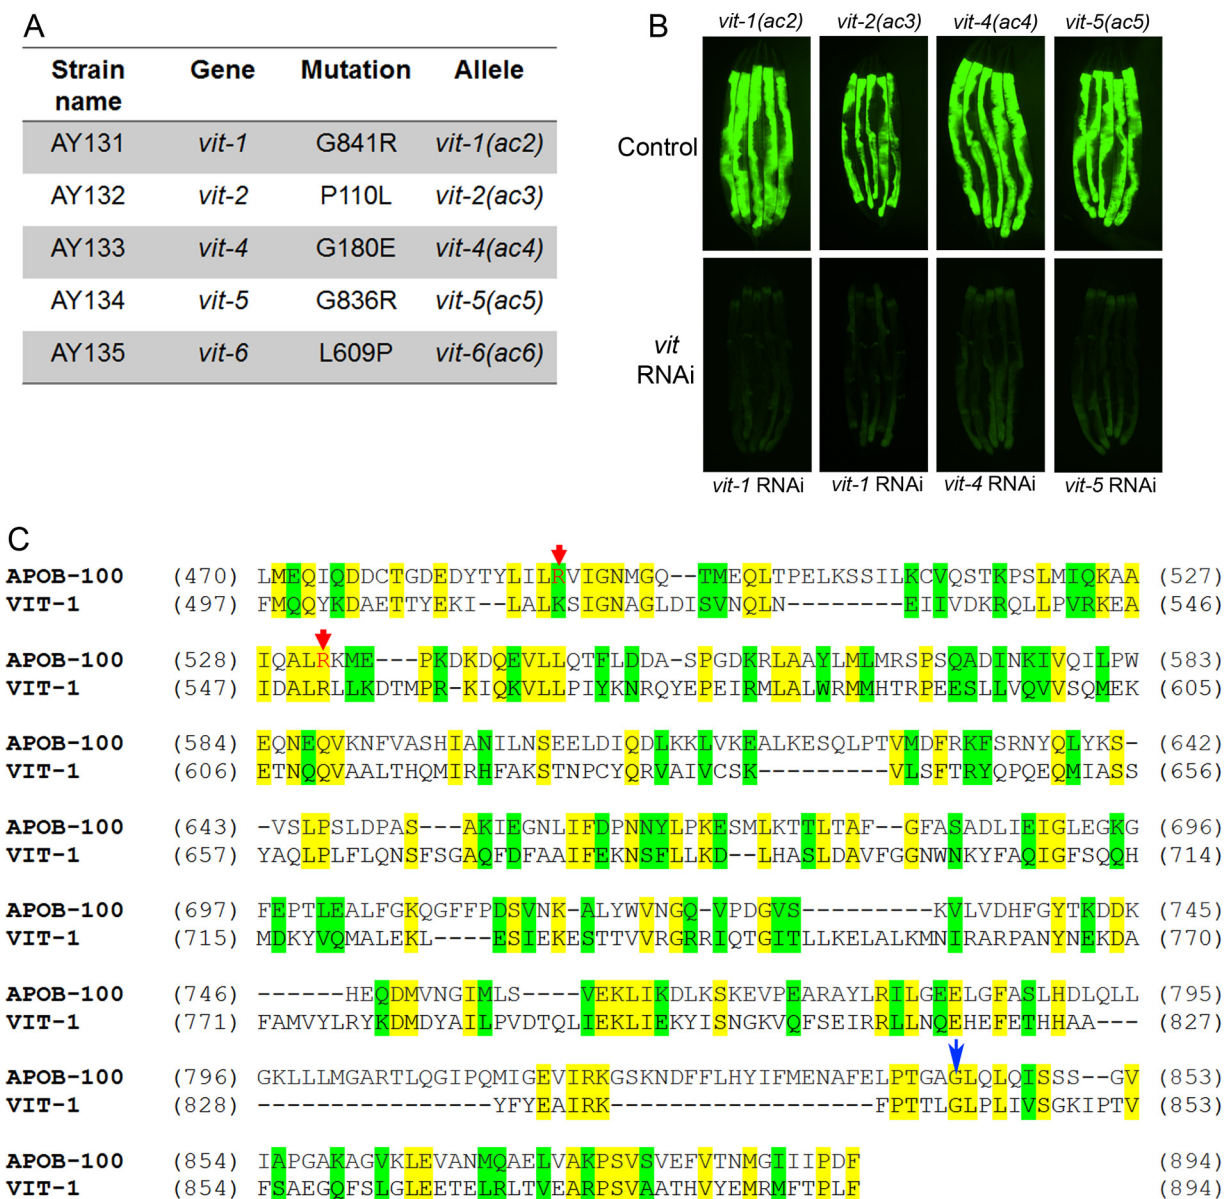 A
Strain name Gene Mutation Allele
AY131 vit-1 G841R vit-1(ac2)
AY132 vit-2 P110L vit-2(ac3)
AY133 vit-4 G180E vit-4(ac4)
AY134 vit-5 G836R vit-5(ac5)
AY135 vit-6 L609P vit-6(ac6)
B
vit-1(ac2) vit-2(ac3) vit-4(ac4) vit-5(ac5)
Control
vit
RNAi
vit-1 RNAi vit-1 RNAi vit-4 RNAi vit-5 RNAi
C
APOB-100 (470) LMEQIQDDCTGDEDYTYLILRVIGNMGQ--TMEQLTPELKSSILKCVQSTKPSLMIQKAA (527)
VIT-1 (497) FMQQYKDAETTYEKI--LALKSIGNAGLDISVNQLN--------EIIVDKRQLLPVRKEA (546)
APOB-100 (528) IQALRKME---PKDKDQEVLLQTFLDDA-SPGDKRLAAYLMLMRSPSQADINKIVQILPW (583)
VIT-1 (547) IDALRLLKDTMPR-KIQKVLLPIYKNRQYEPEIRMLALWRMMHTRPEESLLVQVVSQMEK (605)
APOB-100 (584) EQNEQVKNFVASHIANILNSEELDIQDLKKLVKEALKESQLPTVMDFRKFSRNYQLYKS- (642)
VIT-1 (606) ETNQQVAALTHQMIRHFAKSTNPCYQRVAIVCSK---------VLSFTRYQPQEQMIASS (656)
APOB-100 (643) -VSLPSLDPAS---AKIEGNLIFDPNNYLPKESMLKTTLTAF--GFASADLIEIGLEGKG (696)
VIT-1 (657) YAQLPLFLQNSFSGAQFDFAAIFEKNSFLLKD--LHASLDAVFGGNWNKYFAQIGFSQQH (714)
APOB-100 (697) FEPTLEALFGKQGFFPDSVNK-ALYWVNGQ-VPDGVS---------KVLVDHFGYTKDDK (745)
VIT-1 (715) MDKYVQMALEKL----ESIEKESTTVVRGRRIQTGITLLKELALKMNIRARPANYNEKDA (770)
APOB-100 (746) ------HEQDMVNGIMLS----VEKLIKDLKSKEVPEARAYLRILGEELGFASLHDLQLL (795)
VIT-1 (771) FAMVYLRYKDMDYAILPVDTQLIEKLIEKYISNGKVQFSEIRRLLNQEHEFETHHAA--- (827)
APOB-100 (796) GKLLLMGARTLQGIPQMIGEVIRKGSKNDFFLHYIFMENAFELPTGAGLQLQISSS--GV (853)
VIT-1 (828) ----------------YFYEAIRK------------------FPTTLGLPLIVSGKIPTV (853)
APOB-100 (854) IAPGAKAGVKLEVANMQAELVAKPSVSVEFVTNMGIIIPDF (894)
VIT-1 (854) FSAEGQFSLGLEETELRLTVEARPSVAATHVYEMRMFTPLF (894)